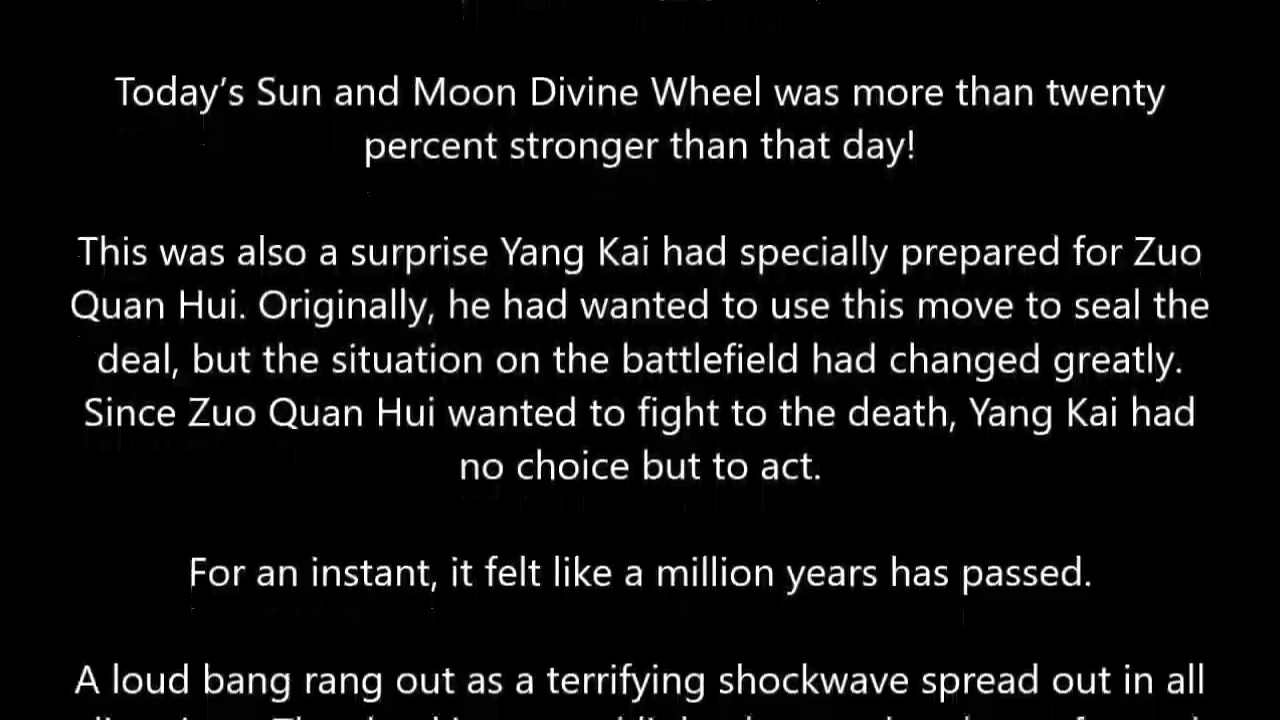 Today's Sun and Moon Divine Wheel was more than twenty
percent stronger than that day!
This was also a surprise Yang Kai had specially prepared for Zuo
Quan Hui. Originally, he had wanted to use this move to seal the
deal, but the situation on the battlefield had changed greatly.
Since Zuo Quan Hui wanted to fight to the death, Yang Kai had
no choice but to act.
For an instant, it felt like a million years has passed.
A loud bang rang out as a terrifying shockwave spread out in all